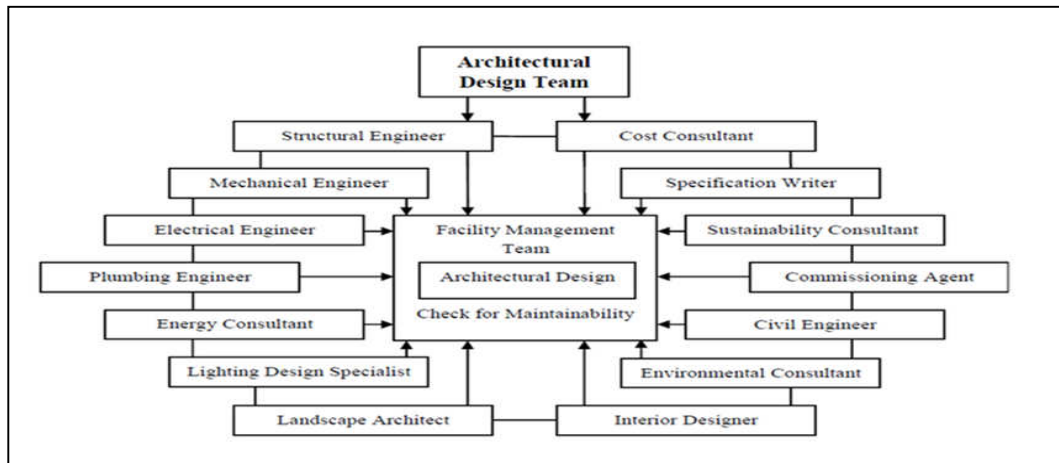 Architectural
Design Team
Structural Engineer
Cost Consultant
Mechanical Engineer
Specification Writer
Electrical Engineer
Facility Management
Team
Sustainability Consultant
Plumbing Engineer
Architectural Design
Commissioning Agent
Energy Consultant
Check for Maintainability
Civil Engineer
Lighting Design Specialist
Environmental Consultant
Landscape Architect
Interior Designer